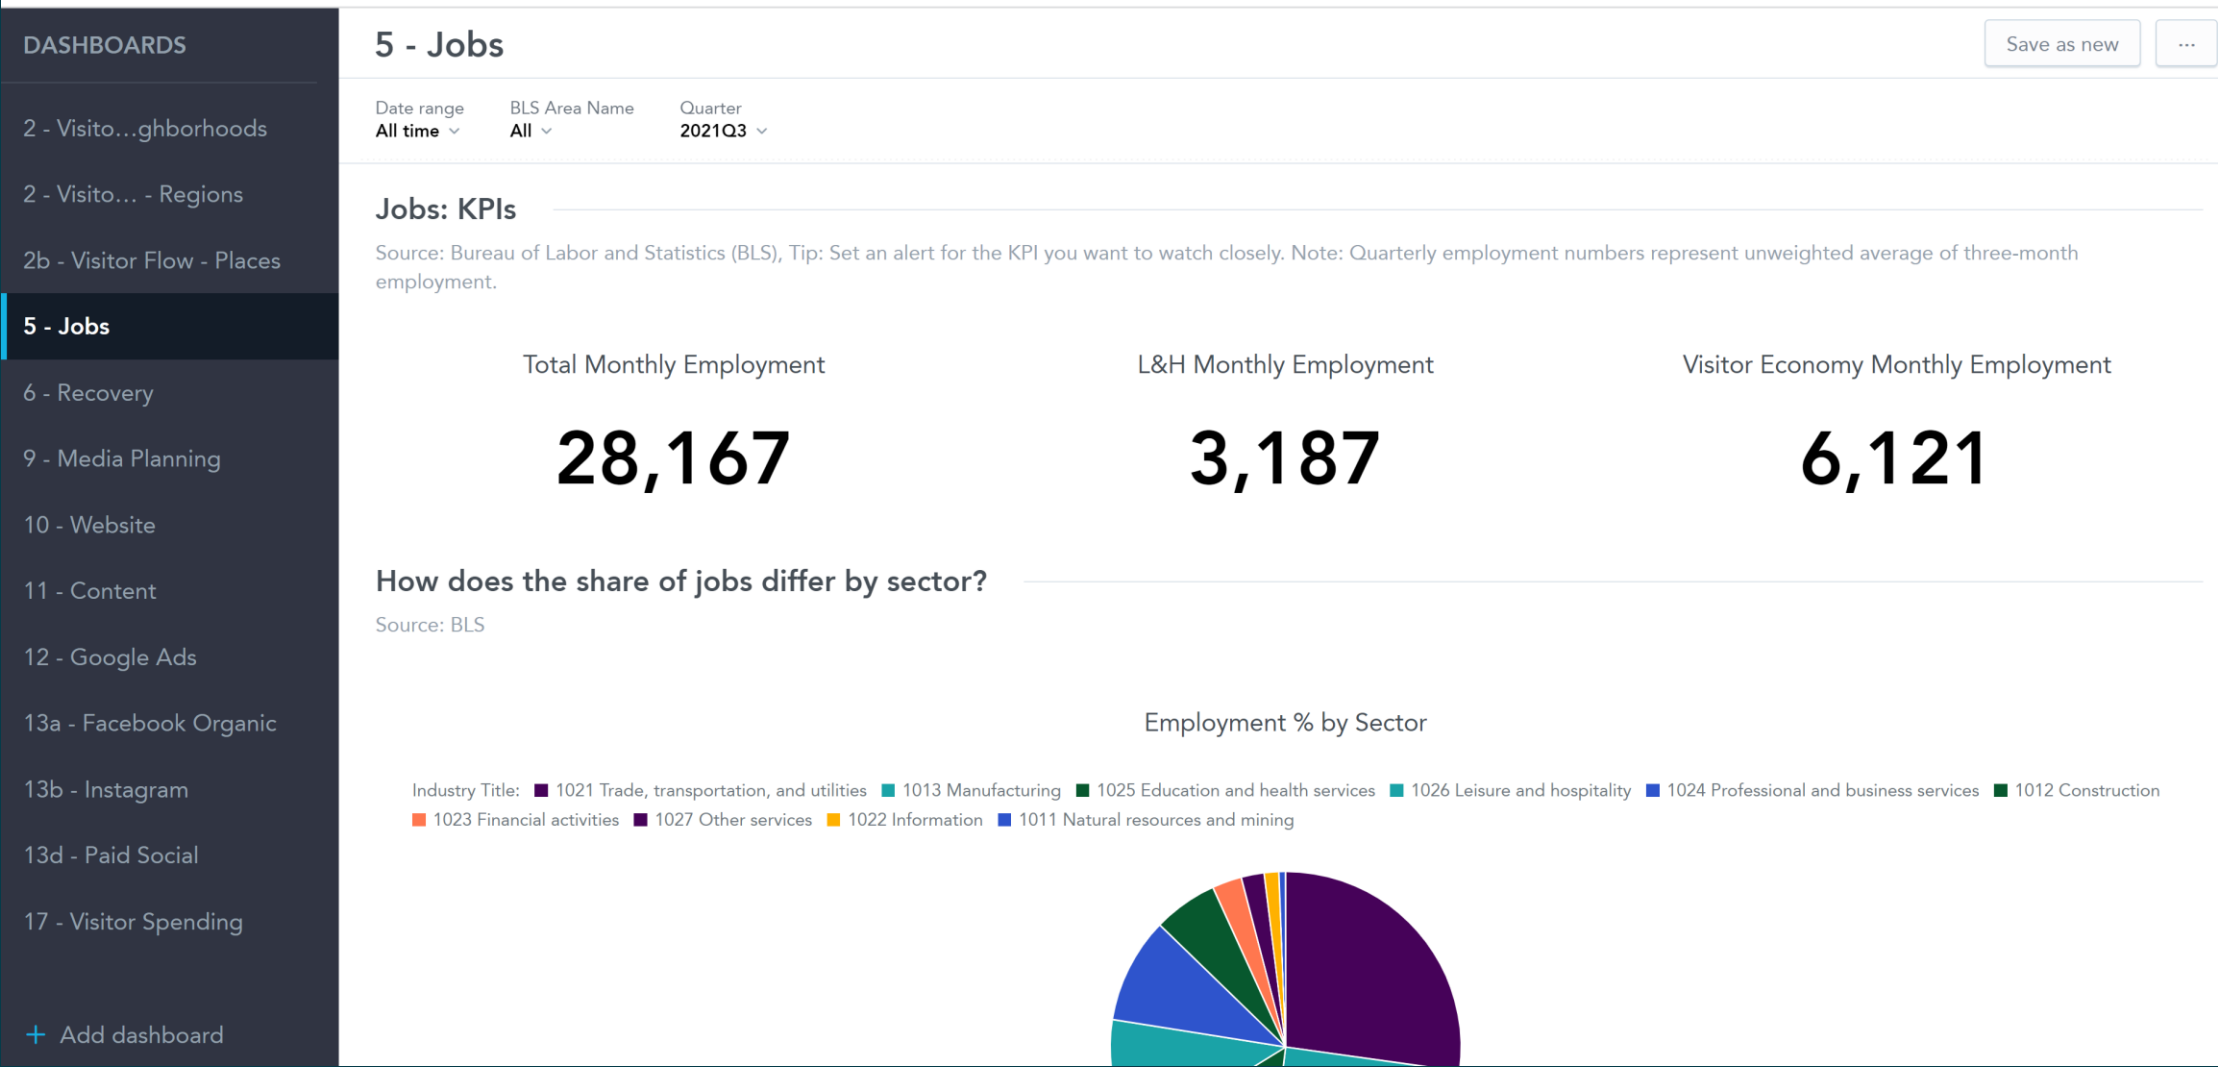 DASHBOARDS
2 - Visito...ghborhoods
2 - Visito... - Regions
2b - Visitor Flow - Places
5 - Jobs
6 - Recovery
9 - Media Planning
10 - Website
11 - Content
12 - Google Ads
13a - Facebook Organic
13b - Instagram
13d - Paid Social
17 - Visitor Spending
+ Add dashboard
5 - Jobs
Save as new
...
Date range BLS Area Name Quarter
All time All 2021Q3
Jobs: KPIs
Source: Bureau of Labor and Statistics (BLS), Tip: Set an alert for the KPI you want to watch closely. Note: Quarterly employment numbers represent unweighted average of three-month
employment.
Total Monthly Employment L&H Monthly Employment Visitor Economy Monthly Employment
28,167 3,187 6,121
How does the share of jobs differ by sector?
Source: BLS
Employment % by Sector
Industry Title: 1021 Trade, transportation, and utilities 1013 Manufacturing 1025 Education and health services 1026 Leisure and hospitality 1024 Professional and business services 1012 Construction
1023 Financial activities 1027 Other services 1022 Information 1011 Natural resources and mining